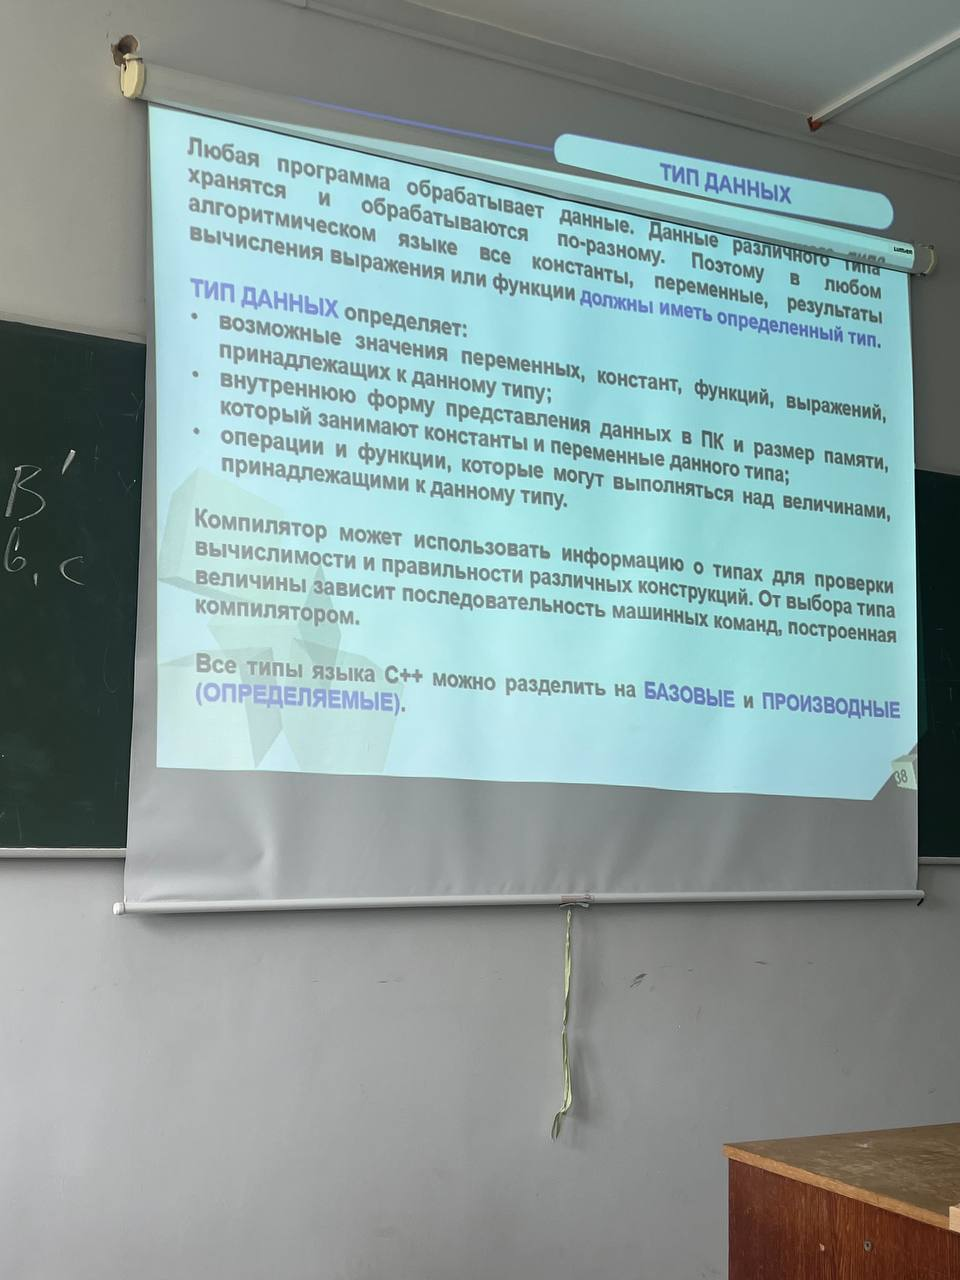 ТИП ДАННЫХ
Любая программа обрабатывает данные. Данные различного типа
хранятся и обрабатываются по-разному. Поэтому в любом
алгоритмическом языке все константы, переменные, результаты
вычисления выражения или функции должны иметь определенный тип.
ТИП ДАННЫХ определяет:
• возможные значения переменных, констант, функций, выражений,
принадлежащих к данному типу;
• внутреннюю форму представления данных в ПК и размер памяти,
который занимают константы и переменные данного типа;
• операции и функции, которые могут выполняться над величинами,
принадлежащими к данному типу.
Компилятор может использовать информацию о типах для проверки
вычислимости и правильности различных конструкций. От выбора типа
величины зависит последовательность машинных команд, построенная
компилятором.
Все типы языка С++ можно разделить на БАЗОВЫЕ и ПРОИЗВОДНЫЕ
(ОПРЕДЕЛЯЕМЫЕ).
38
B'